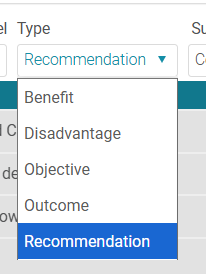 Type
Recommendation
Benefit
Disadvantage
Objective
Outcome
Recommendation